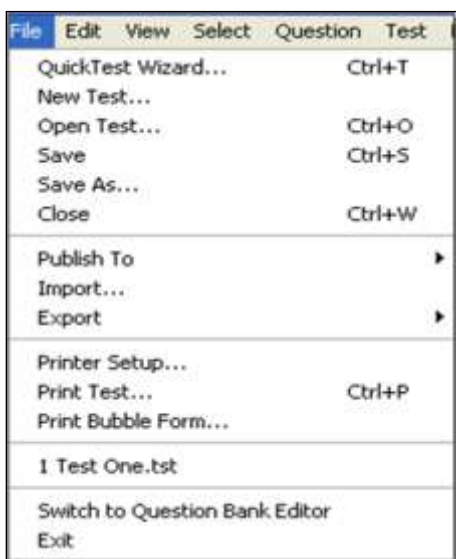 File Edit View Select Question Test
QuickTest Wizard... Ctrl+T
New Test...
Open Test... Ctrl+O
Save Ctrl+S
Save As...
Close Ctrl+W
Publish To
Import...
Export
Printer Setup...
Print Test... Ctrl+P
Print Bubble Form...
1 Test One.tst
Switch to Question Bank Editor
Exit